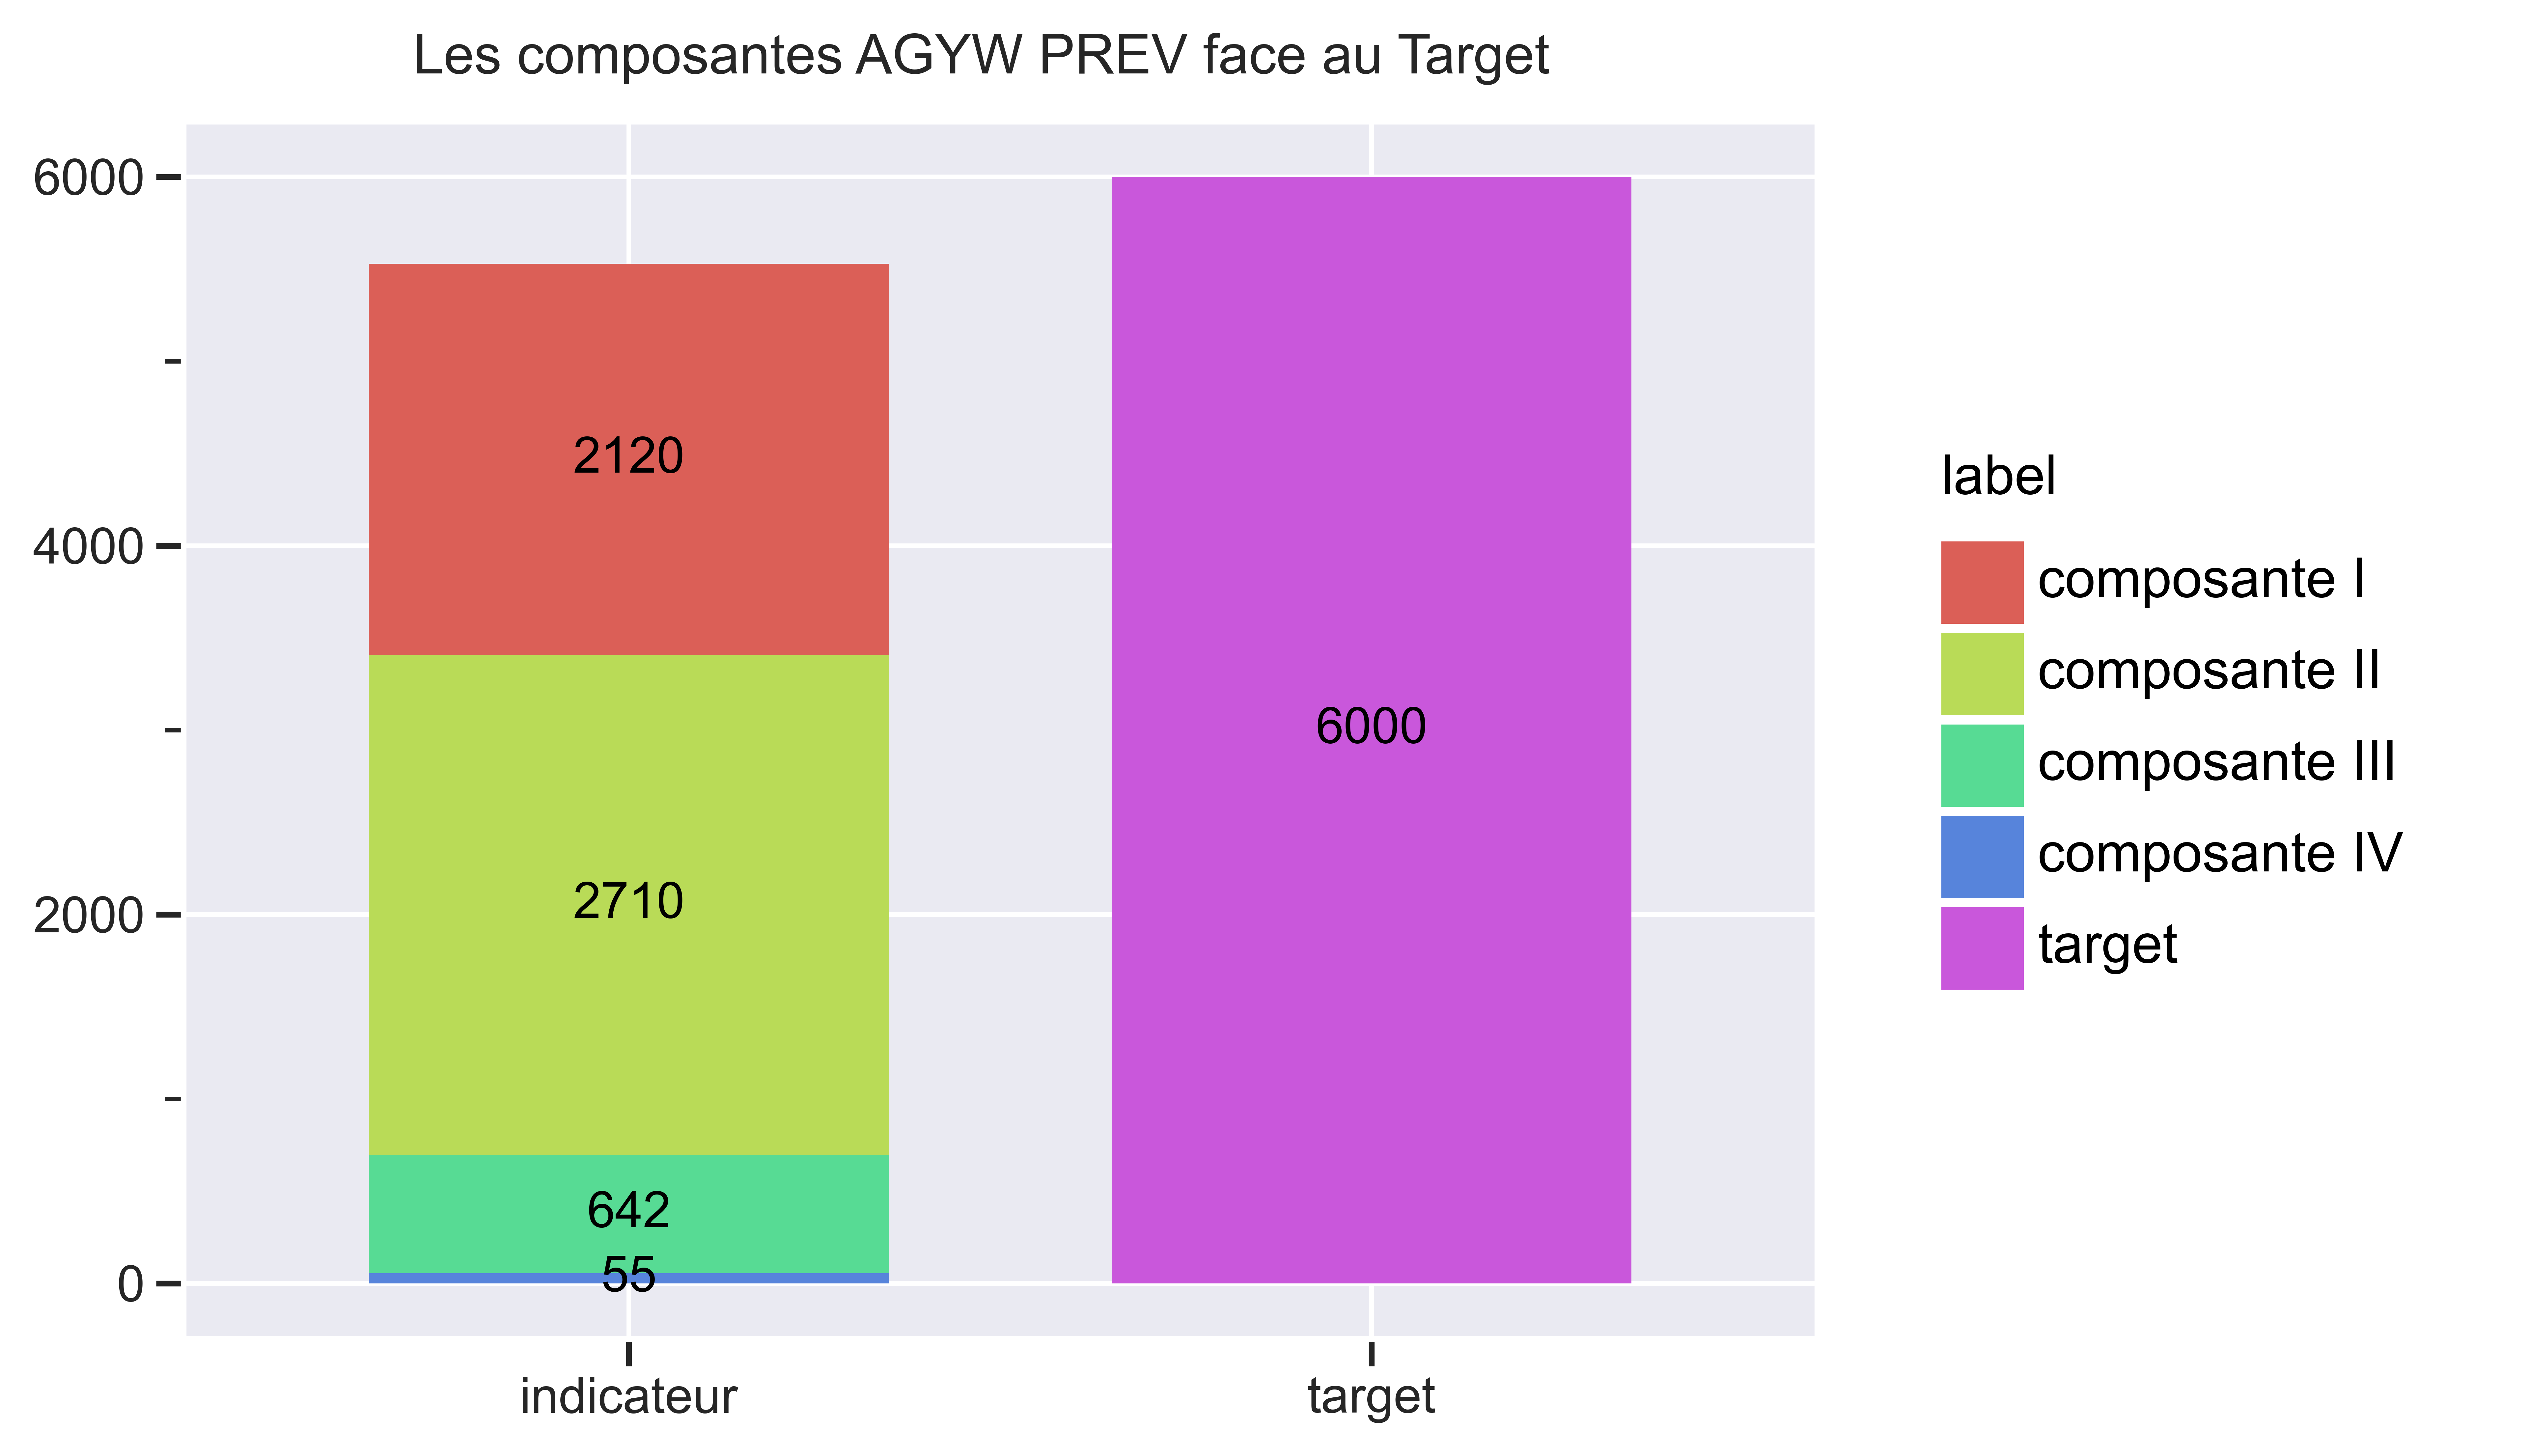 Les composantes AGYW PREV face au Target
6000
4000
2000
0
2120
2710
642
55
6000
indicateur
target
label
composante I
composante II
composante III
composante IV
target